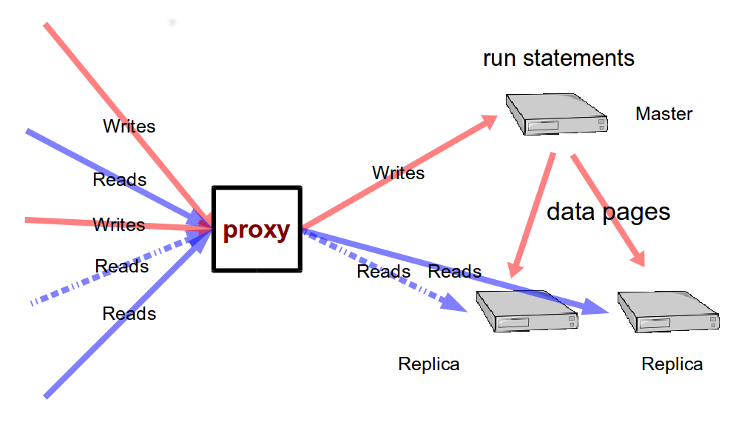 run statements
Master
Writes
Reads
Writes
Writes
proxy
data pages
Reads
Reads
Reads
Reads
Replica
Replica